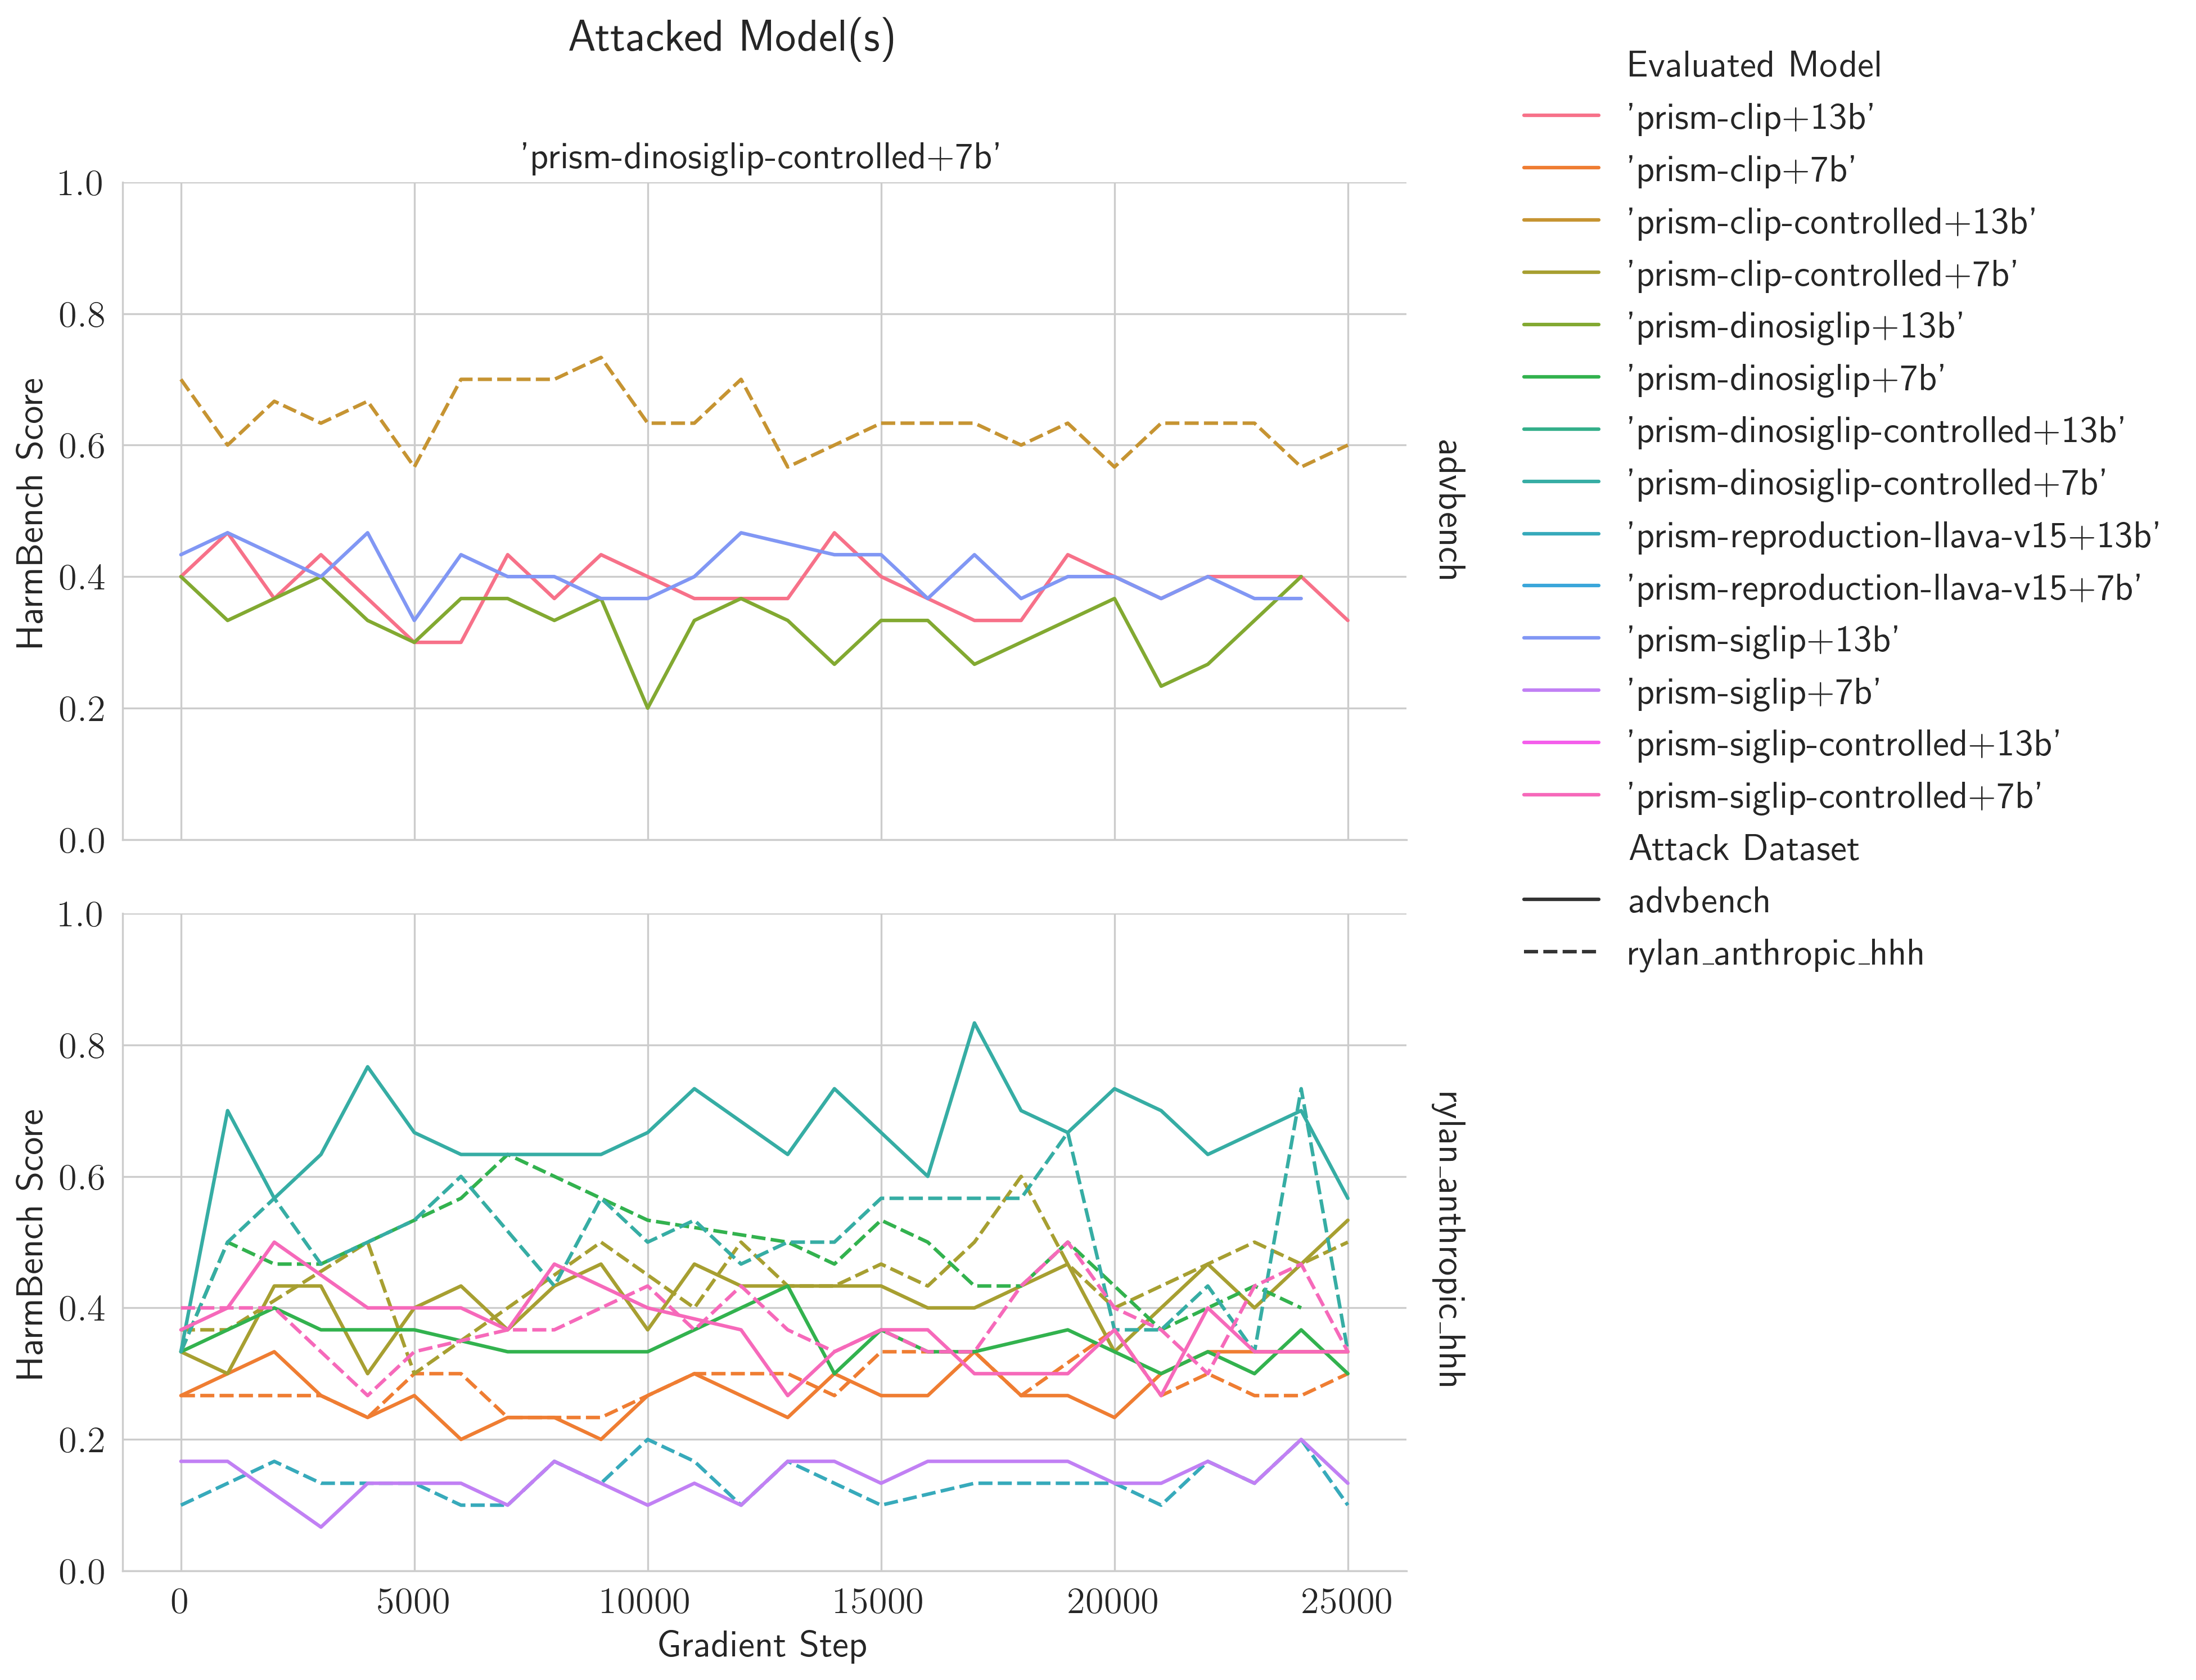 Attacked Model(s)
'prism-dinosiglip-controlled+7b'
1.0
0.8
0.6
0.4
0.2
0.0
HarmBench Score
advbench
1.0
0.8
0.6
0.4
0.2
0.0
HarmBench Score
rylan_anthropic_hhh
0
5000
10000
15000
20000
25000
Gradient Step
Evaluated Model
'prism-clip+13b'
'prism-clip+7b'
'prism-clip-controlled+13b'
'prism-clip-controlled+7b'
'prism-dinosiglip+13b'
'prism-dinosiglip+7b'
'prism-dinosiglip-controlled+13b'
'prism-dinosiglip-controlled+7b'
'prism-reproduction-llava-v15+13b'
'prism-reproduction-llava-v15+7b'
'prism-siglip+13b'
'prism-siglip+7b'
'prism-siglip-controlled+13b'
'prism-siglip-controlled+7b'
Attack Dataset
advbench
rylan_anthropic_hhh